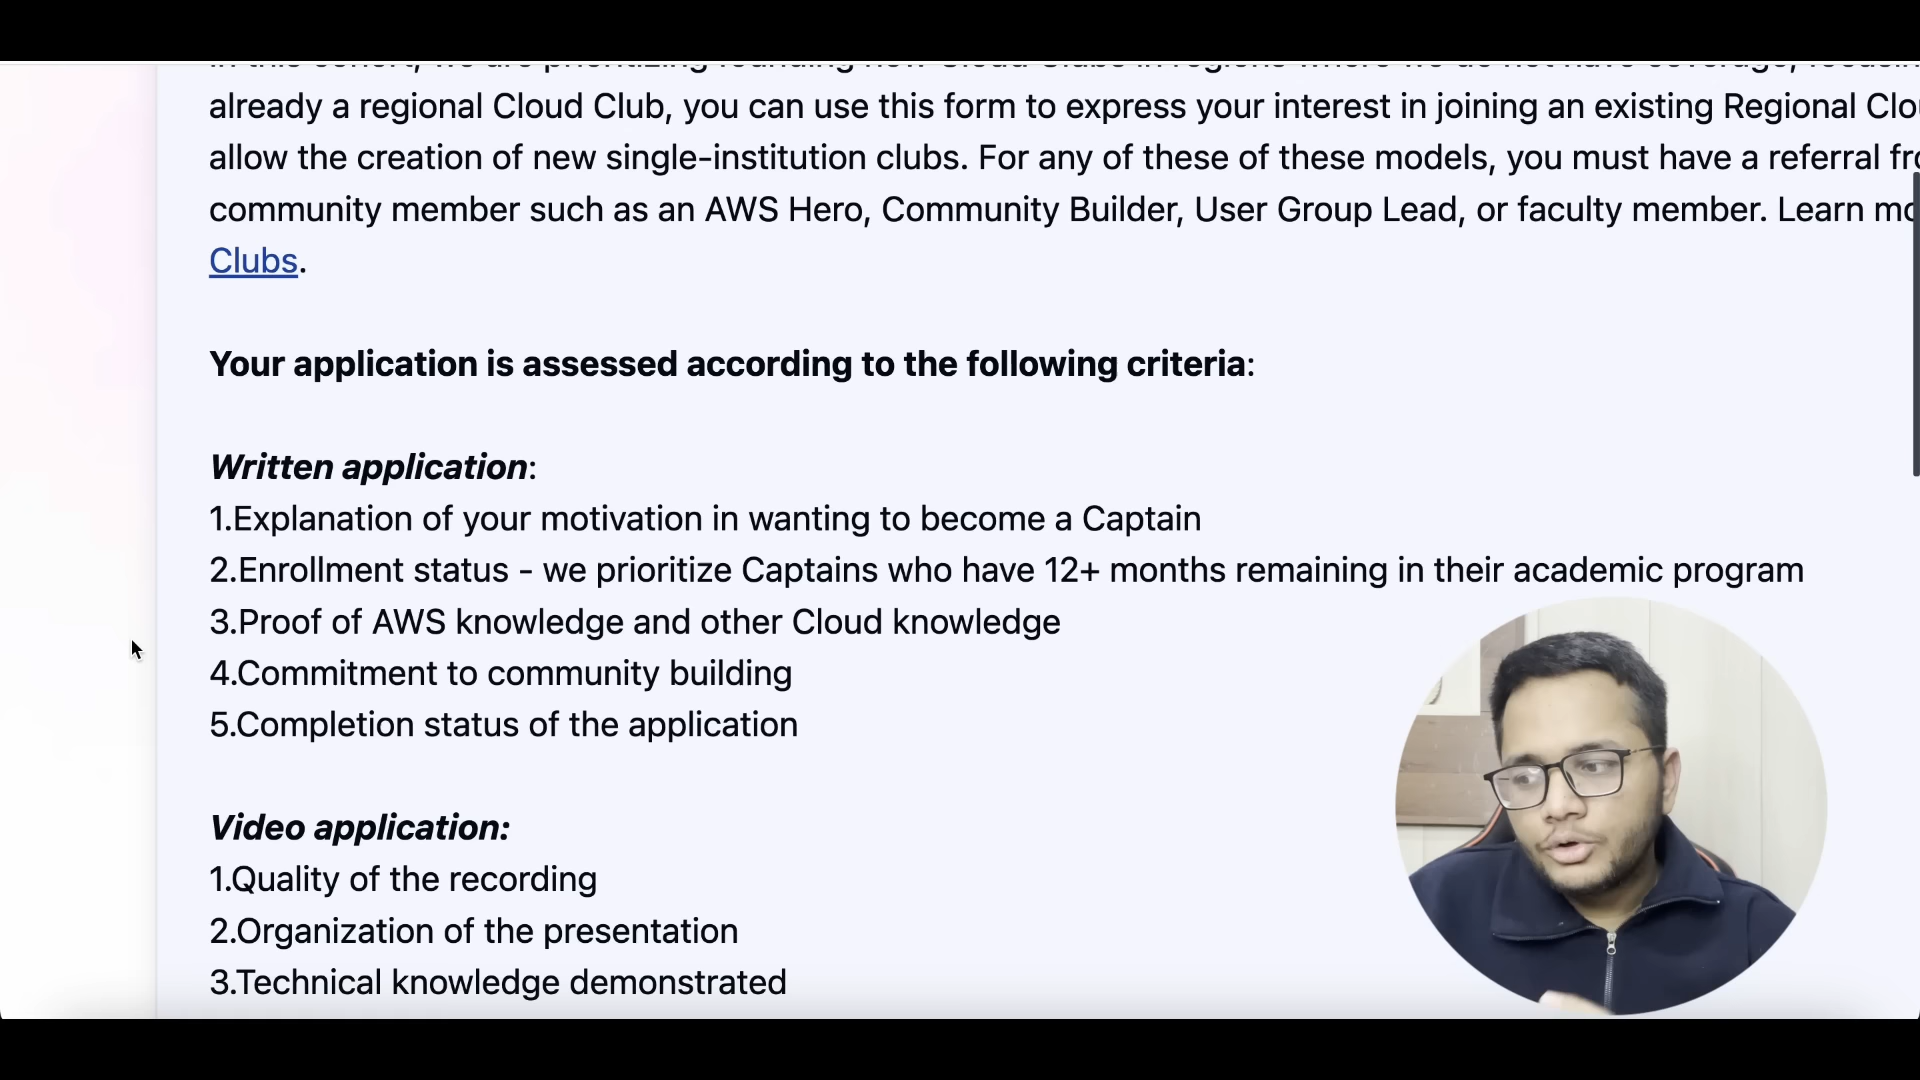 already a regional Cloud Club, you can use this form to express your interest in joining an existing Regional
allow the creation of new single-institution clubs. For any of these of these models, you must have a referral
community member such as an AWS Hero, Community Builder, User Group Lead, or faculty member. Learn
Clubs.
Your application is assessed according to the following criteria:
Written application:
1.Explanation of your motivation in wanting to become a Captain
2.Enrollment status - we prioritize Captains who have 12+ months remaining in their academic program
3.Proof of AWS knowledge and other Cloud knowledge
4.Commitment to community building
5.Completion status of the application
Video application:
1.Quality of the recording
2.Organization of the presentation
3.Technical knowledge demonstrated